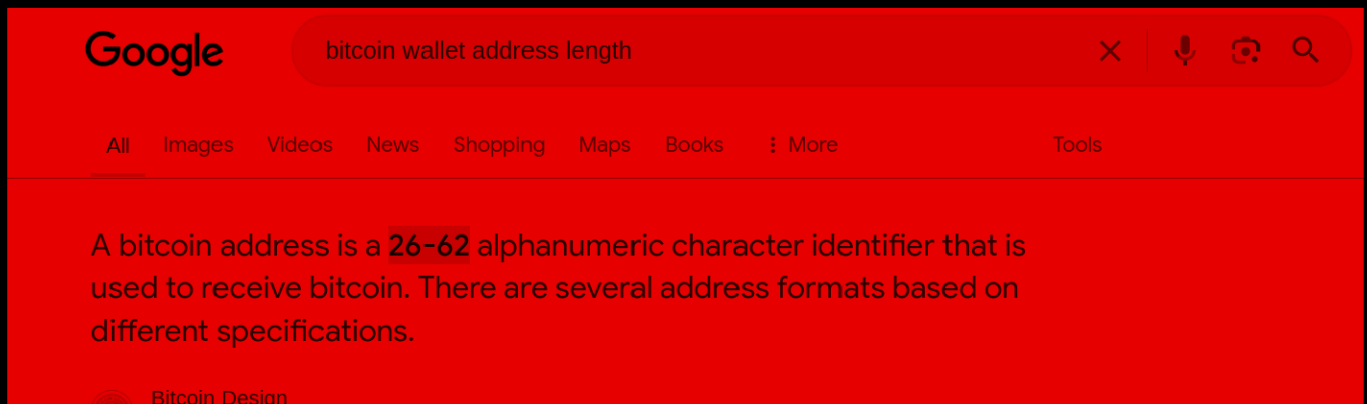 Google
bitcoin wallet address length
All Images Videos News Shopping Maps Books More Tools
A bitcoin address is a 26-62 alphanumeric character identifier that is
used to receive bitcoin. There are several address formats based on
different specifications.
Bitcoin Design